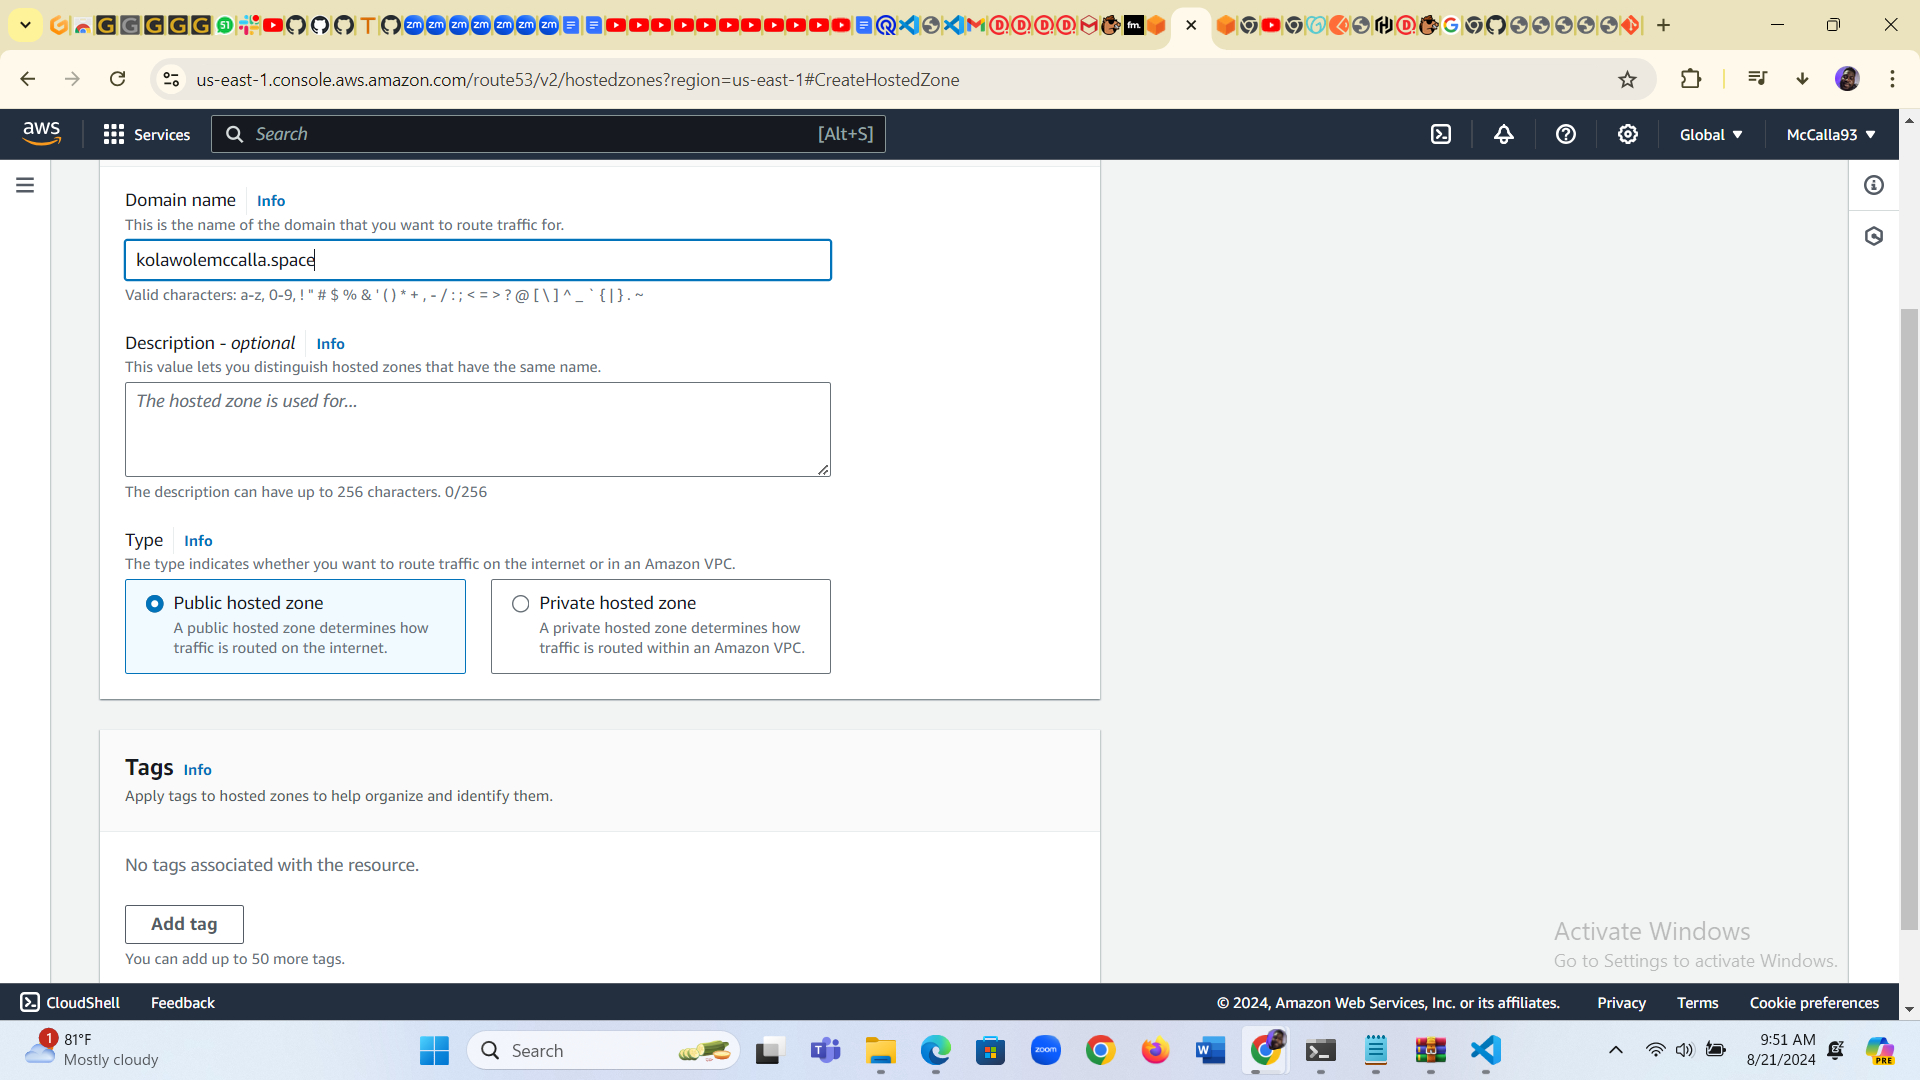 us-east-1.console.aws.amazon.com/route53/v2/hostedzones?region=us-east-1#CreateHostedZone
aws
Services
Search
[Alt+S]
Global
McCalla93
Domain name
Info
This is the name of the domain that you want to route traffic for.
kolawolemccalla.space
Valid characters: a-z, 0-9, ! " # $ % & ' ( ) * + , - / : ; < = > ? @ [ \ ] ^ _ ` { | } . ~
Description - optional
Info
This value lets you distinguish hosted zones that have the same name.
The hosted zone is used for...
The description can have up to 256 characters. 0/256
Type
Info
The type indicates whether you want to route traffic on the internet or in an Amazon VPC.
Public hosted zone
A public hosted zone determines how
traffic is routed on the internet.
Private hosted zone
A private hosted zone determines how
traffic is routed within an Amazon VPC.
Tags
Info
Apply tags to hosted zones to help organize and identify them.
No tags associated with the resource.
Add tag
You can add up to 50 more tags.
Activate Windows
Go to Settings to activate Windows.
CloudShell
Feedback
© 2024, Amazon Web Services, Inc. or its affiliates.
Privacy
Terms
Cookie preferences
1
81°F
Mostly cloudy
Search
zoom
9:51 AM
8/21/2024
PRE